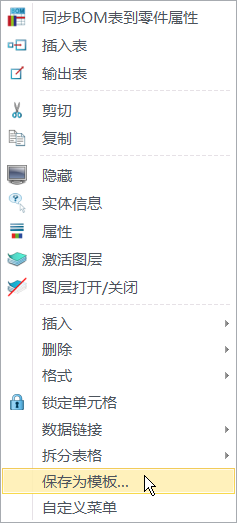 同步BOM表到零件属性
插入表
输出表
剪切
复制
隐藏
实体信息
属性
激活图层
图层打开/关闭
插入
删除
格式
锁定单元格
数据链接
拆分表格
保存为模板...
自定义菜单